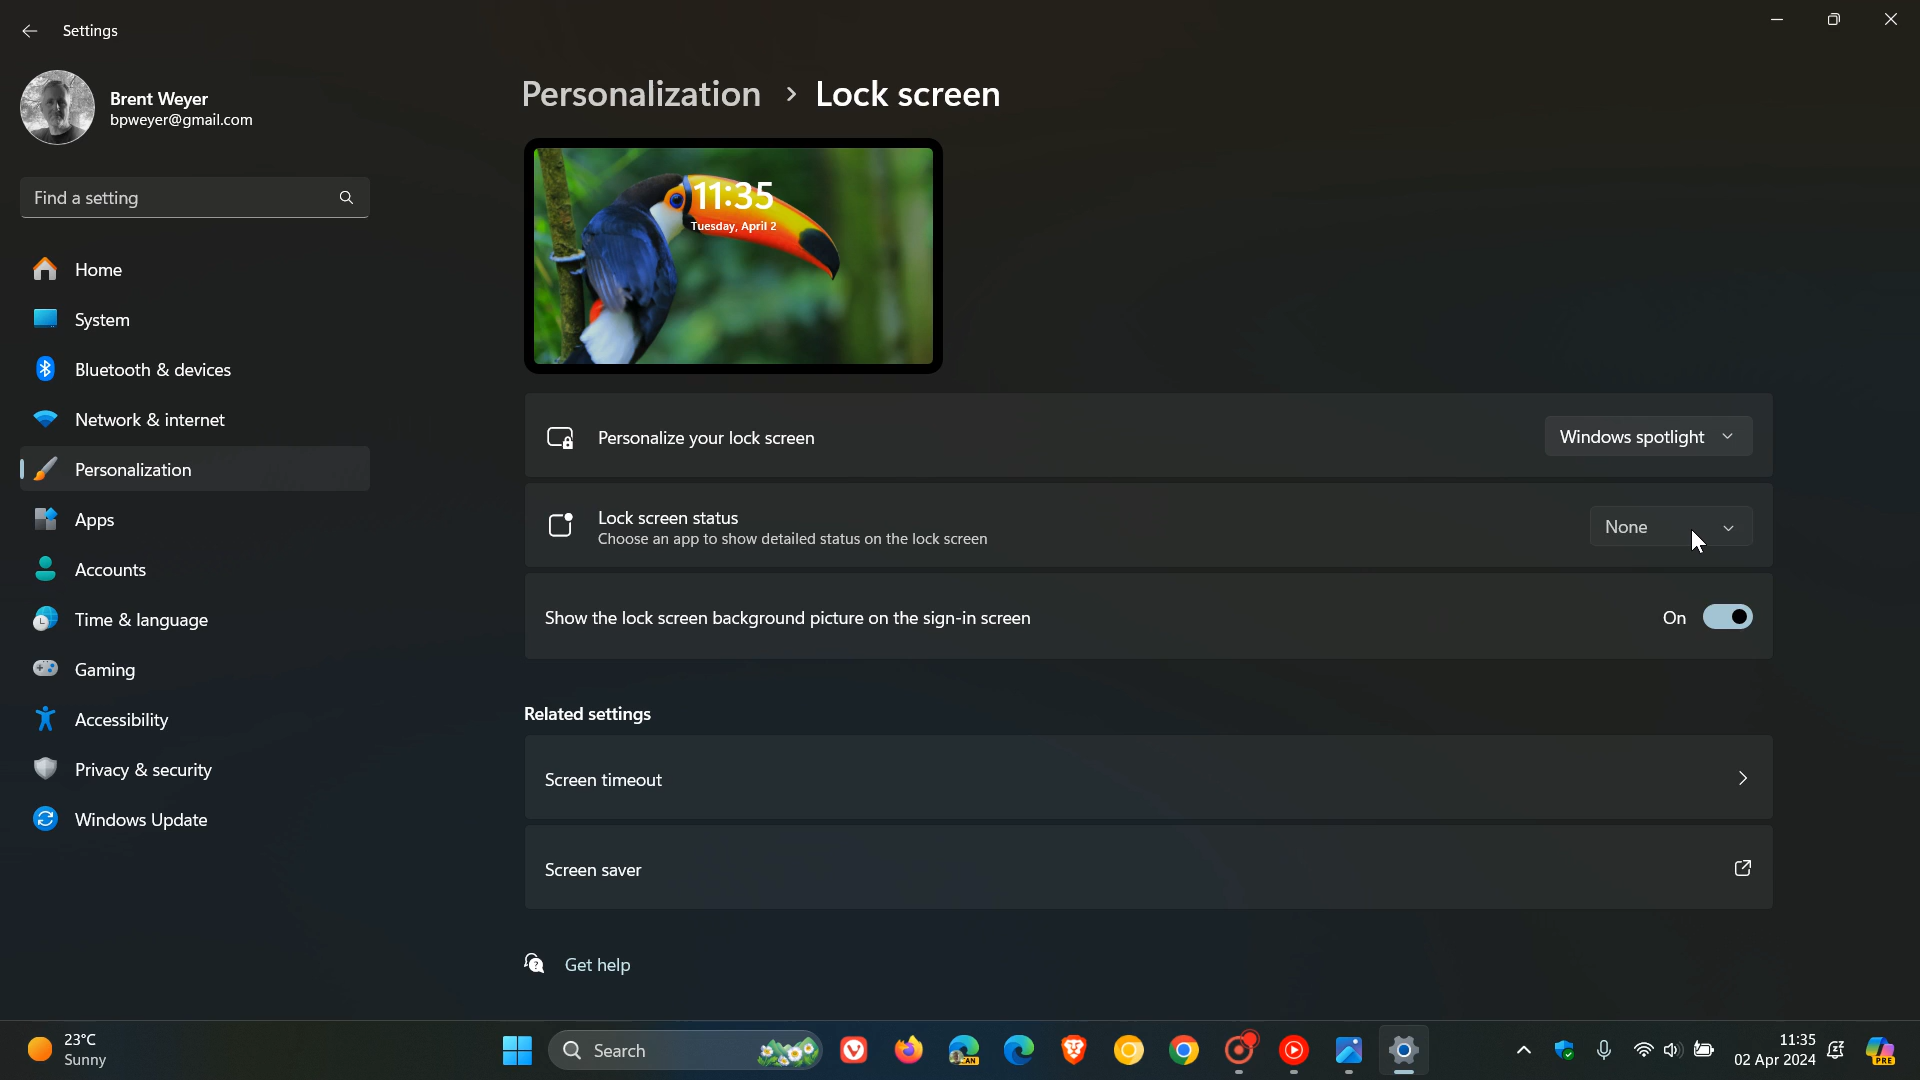 Settings
Brent Weyer
bpweyer@gmail.com
Find a setting
Home
System
Bluetooth & devices
Network & internet
Personalization
Apps
Accounts
Time & language
Gaming
Accessibility
Privacy & security
Windows Update
Personalization > Lock screen
11:35
Tuesday, April 2
Personalize your lock screen
Windows spotlight
Lock screen status
Choose an app to show detailed status on the lock screen
None
Show the lock screen background picture on the sign-in screen
On
Related settings
Screen timeout
Screen saver
Get help
23°C
Sunny
Search
CAN
11:35
02 Apr 2024
PRE